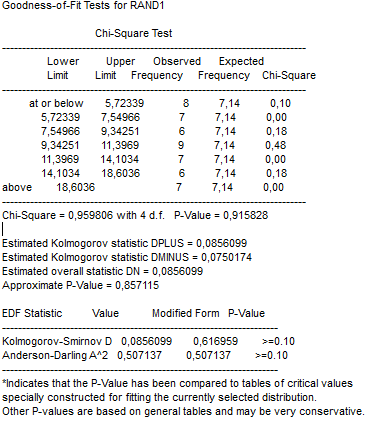 Goodness-of-Fit Tests for RAND1
Chi-Square Test
----------------------------------------------------------------------------
Lower Upper Observed Expected
Limit Limit Frequency Frequency Chi-Square
----------------------------------------------------------------------------
at or below 5,72339 8 7,14 0,10
5,72339 7,54966 7 7,14 0,00
7,54966 9,34251 6 7,14 0,18
9,34251 11,3969 9 7,14 0,48
11,3969 14,1034 7 7,14 0,00
14,1034 18,6036 6 7,14 0,18
above 18,6036 7 7,14 0,00
----------------------------------------------------------------------------
Chi-Square = 0,959806 with 4 d.f. P-Value = 0,915828
Estimated Kolmogorov statistic DPLUS = 0,0856099
Estimated Kolmogorov statistic DMINUS = 0,0750174
Estimated overall statistic DN = 0,0856099
Approximate P-Value = 0,857115
EDF Statistic Value Modified Form P-Value
---------------------------------------------------------------------
Kolmogorov-Smirnov D 0,0856099 0,616959 >=0.10
Anderson-Darling A^2 0,507137 0,507137 >=0.10
---------------------------------------------------------------------
*Indicates that the P-Value has been compared to tables of critical values
specially constructed for fitting the currently selected distribution.
Other P-values are based on general tables and may be very conservative.